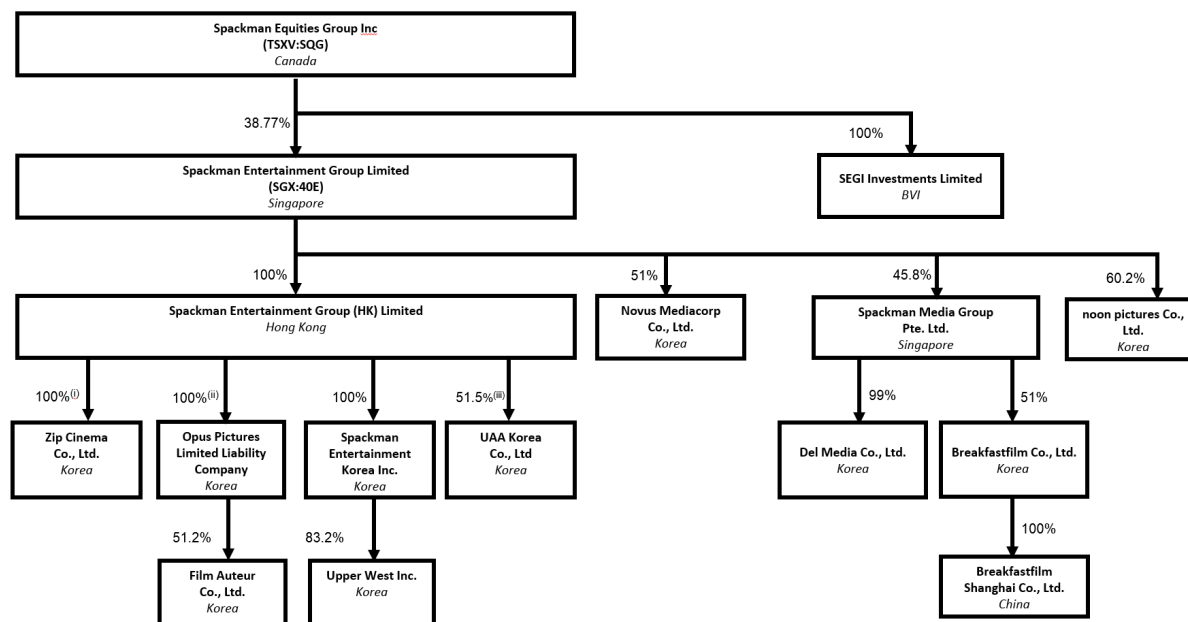 Spackman Equities Group Inc
(TSXV:SQG)
Canada
38.77%
100%
Spackman Entertainment Group Limited
(SGX:40E)
Singapore
SEGI Investments Limited
BVI
100%
51%
45.8%
60.2%
Spackman Entertainment Group (HK) Limited
Hong Kong
Novus Mediacorp
Co., Ltd.
Korea
Spackman Media Group
Pte. Ltd.
Singapore
noon pictures Co.,
Ltd.
Korea
100%(i)
100%(ii)
100%
51.5%(iii)
99%
51%
Zip Cinema
Co., Ltd.
Korea
Opus Pictures
Limited Liability
Company
Korea
Spackman
Entertainment
Korea Inc.
Korea
UAA Korea
Co., Ltd
Korea
Del Media Co., Ltd.
Korea
Breakfastfilm Co., Ltd.
Korea
51.2%
83.2%
100%
Film Auteur
Co., Ltd.
Korea
Upper West Inc.
Korea
Breakfastfilm
Shanghai Co., Ltd.
China